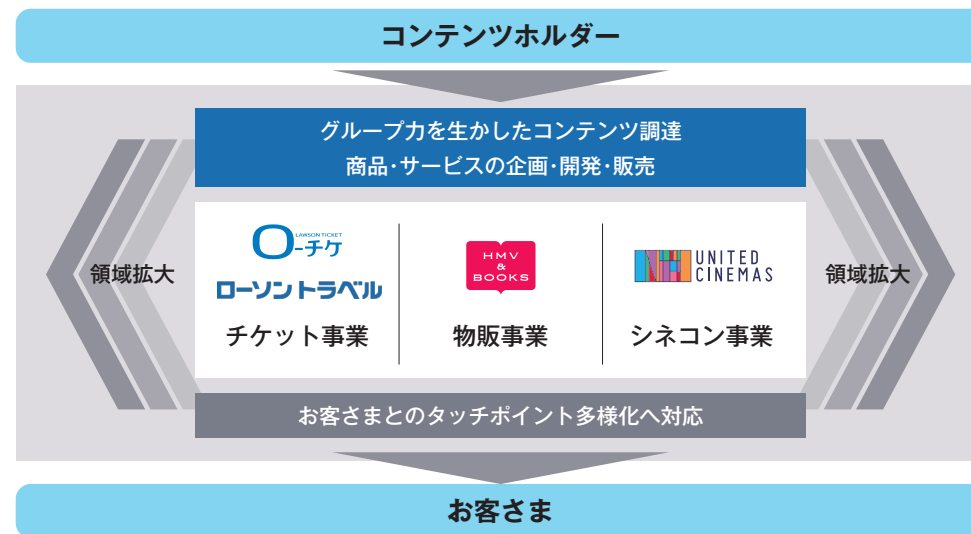 コンテンツホルダー
グループ力を生かしたコンテンツ調達
商品・サービスの企画・開発・販売
領域拡大
LAWSON TICKET
ローチケ
ローソントラベル
チケット事業
HMV
&
BOOKS
物販事業
UNITED
CINEMAS
シネコン事業
領域拡大
お客さまとのタッチポイント多様化へ対応
お客さま